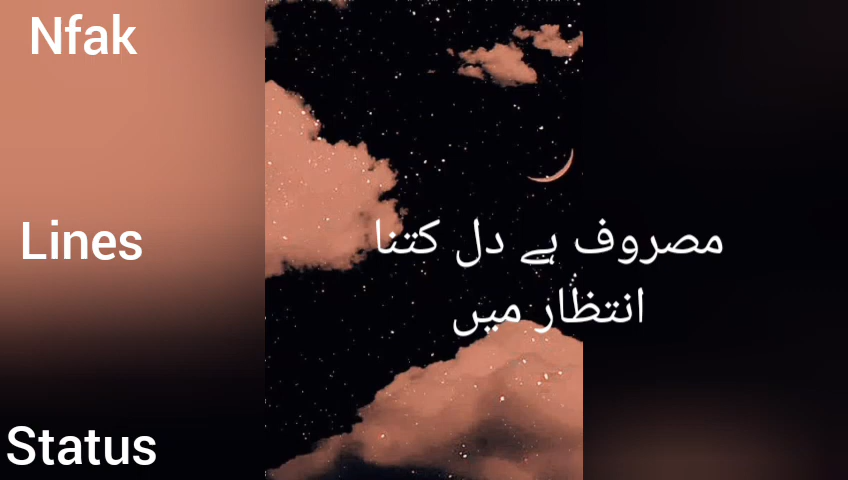 Nfak
Lines
Status
مصروف ہے دل کتنا
انتظار میں